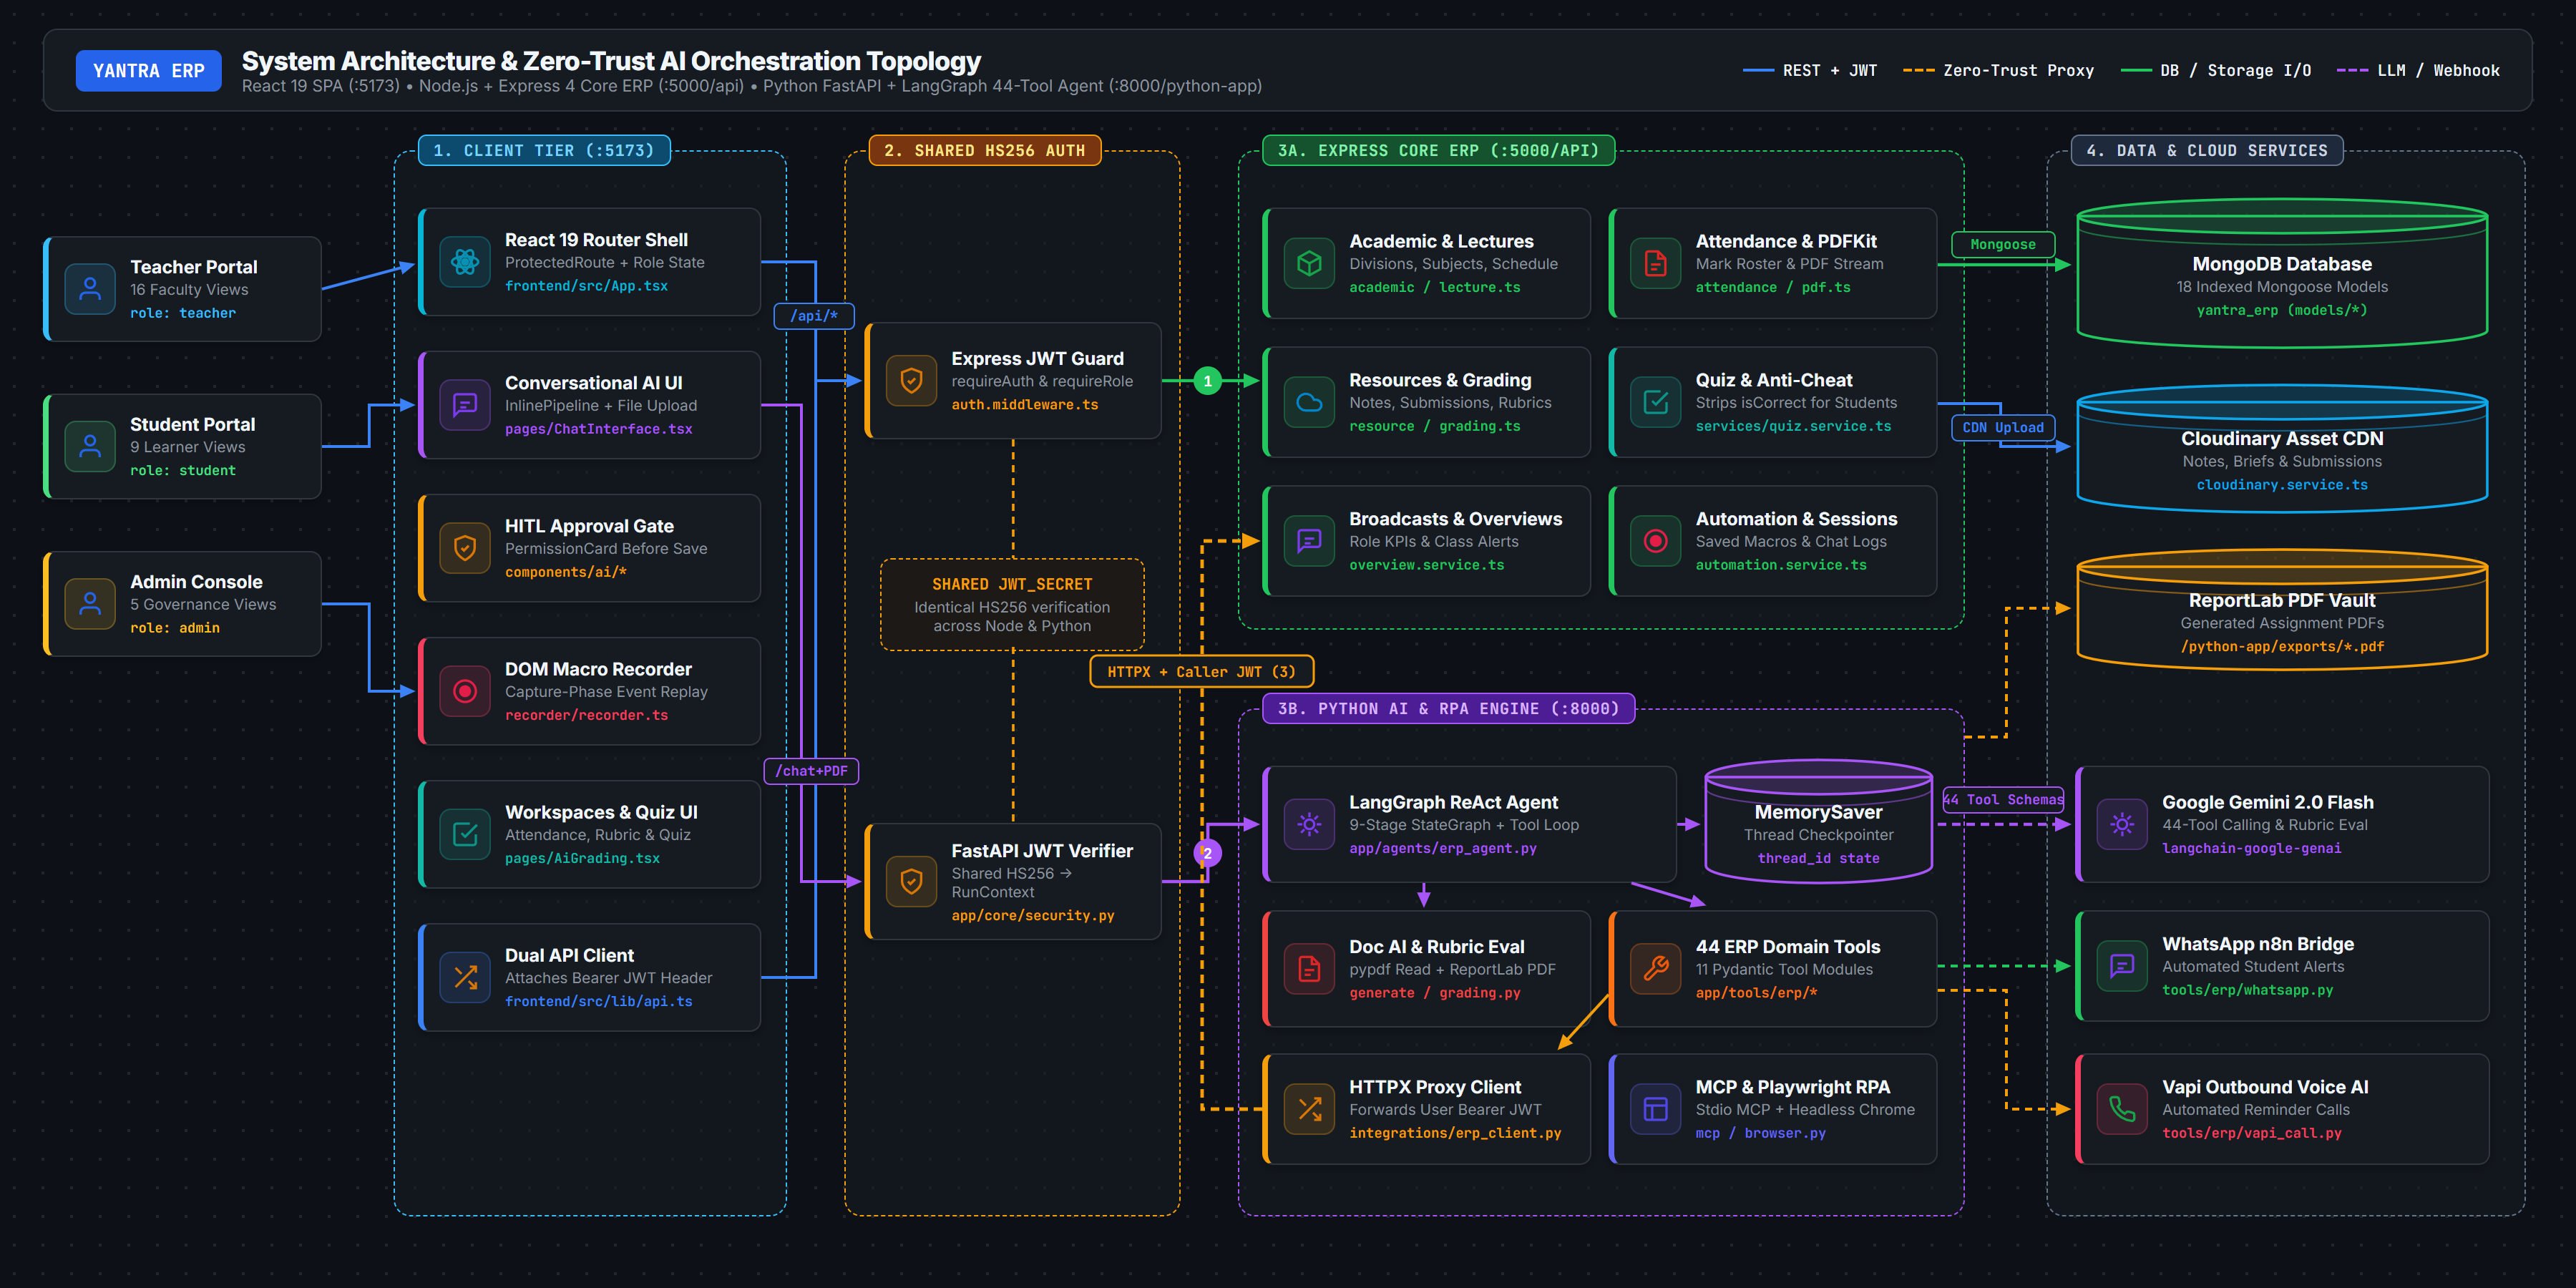 YANTRA ERP
System Architecture & Zero-Trust AI Orchestration Topology
React 19 SPA (:5173) • Node.js + Express 4 Core ERP (:5000/api) • Python FastAPI + LangGraph 44-Tool Agent (:8000/python-app)
REST + JWT
Zero-Trust Proxy
DB / Storage I/O
LLM / Webhook
Teacher Portal
16 Faculty Views
role: teacher
Student Portal
9 Learner Views
role: student
Admin Console
5 Governance Views
role: admin
1. CLIENT TIER (:5173)
React 19 Router Shell
ProtectedRoute + Role State
frontend/src/App.tsx
Conversational AI UI
InlinePipeline + File Upload
pages/ChatInterface.tsx
HITL Approval Gate
PermissionCard Before Save
components/ai/*
DOM Macro Recorder
Capture-Phase Event Replay
recorder/recorder.ts
Workspaces & Quiz UI
Attendance, Rubric & Quiz
pages/AiGrading.tsx
Dual API Client
Attaches Bearer JWT Header
frontend/src/lib/api.ts
/api/*
/chat+PDF
2. SHARED HS256 AUTH
Express JWT Guard
requireAuth & requireRole
auth.middleware.ts
SHARED JWT_SECRET
Identical HS256 verification
across Node & Python
FastAPI JWT Verifier
Shared HS256 →
RunContext
app/core/security.py
1
HTTPX + Caller JWT (3)
2
3A. EXPRESS CORE ERP (:5000/API)
Academic & Lectures
Divisions, Subjects, Schedule
academic / lecture.ts
Attendance & PDFKit
Mark Roster & PDF Stream
attendance / pdf.ts
Resources & Grading
Notes, Submissions, Rubrics
resource / grading.ts
Quiz & Anti-Cheat
Strips isCorrect for Students
services/quiz.service.ts
Broadcasts & Overviews
Role KPIs & Class Alerts
overview.service.ts
Automation & Sessions
Saved Macros & Chat Logs
automation.service.ts
3B. PYTHON AI & RPA ENGINE (:8000)
LangGraph ReAct Agent
9-Stage StateGraph + Tool Loop
app/agents/erp_agent.py
MemorySaver
Thread Checkpointer
thread_id state
Doc AI & Rubric Eval
pypdf Read + ReportLab PDF
generate / grading.py
44 ERP Domain Tools
11 Pydantic Tool Modules
app/tools/erp/*
HTTPX Proxy Client
Forwards User Bearer JWT
integrations/erp_client.py
MCP & Playwright RPA
Stdio MCP + Headless Chrome
mcp / browser.py
Mongoose
CDN Upload
44 Tool Schemas
4. DATA & CLOUD SERVICES
MongoDB Database
18 Indexed Mongoose Models
yantra_erp (models/*)
Cloudinary Asset CDN
Notes, Briefs & Submissions
cloudinary.service.ts
ReportLab PDF Vault
Generated Assignment PDFs
/python-app/exports/*.pdf
Google Gemini 2.0 Flash
44-Tool Calling & Rubric Eval
langchain-google-genai
WhatsApp n8n Bridge
Automated Student Alerts
tools/erp/whatsapp.py
Vapi Outbound Voice AI
Automated Reminder Calls
tools/erp/vapi_call.py